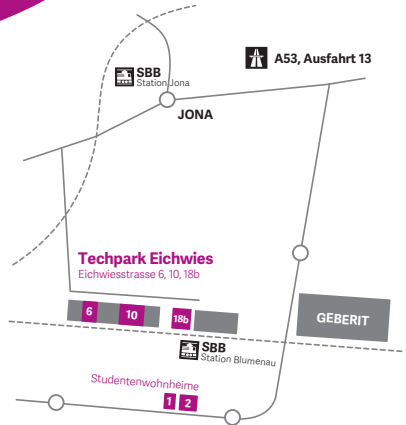 A53, Ausfahrt 13
SBB
Station Jona
JONA
Techpark Eichwies
Eichwiesstrasse 6, 10, 18b
6
10
18b
GEBERIT
SBB
Station Blumenau
Studentenwohnheime
1 2